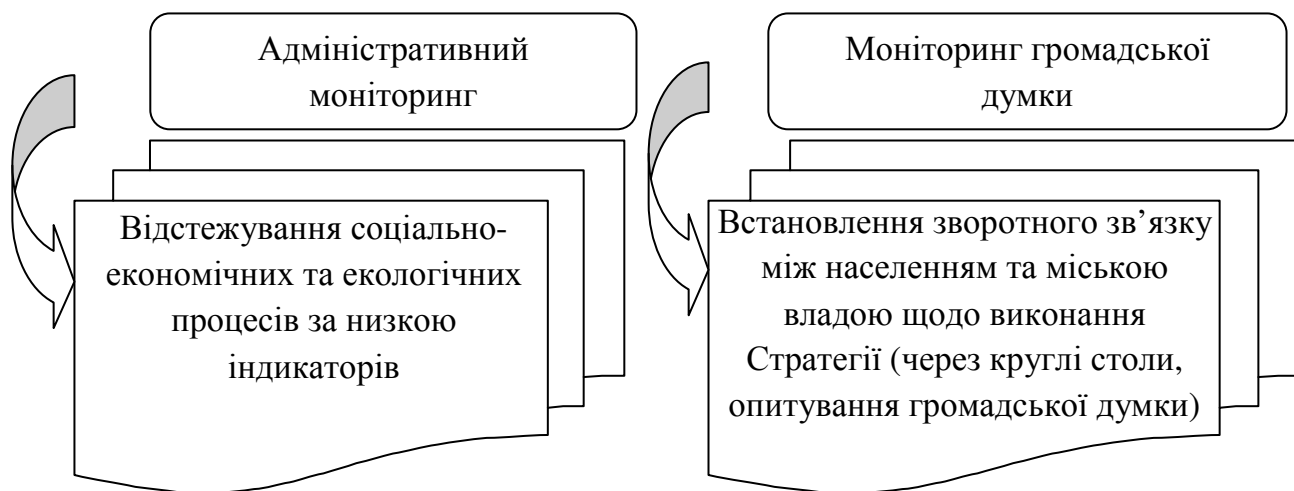 Адміністративний
моніторинг
Відстежування соціально-
економічних та екологічних
процесів за низкою
індикаторів
Моніторинг громадської
думки
Встановлення зворотного зв’язку
між населенням та міською
владою щодо виконання
Стратегії (через круглі столи,
опитування громадської думки)